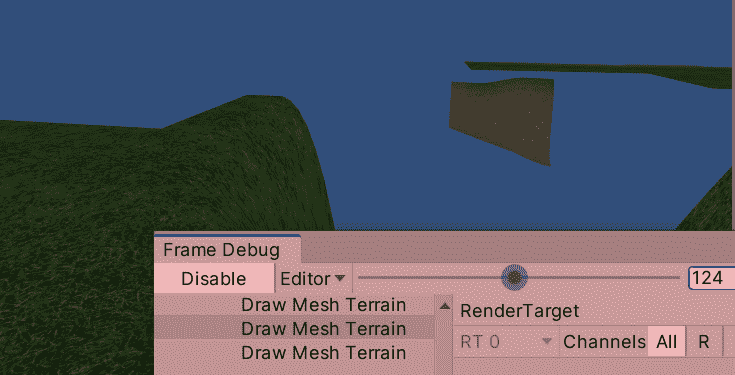 Frame Debug
Disable Editor 124
Draw Mesh Terrain
Draw Mesh Terrain
Draw Mesh Terrain
RenderTarget
RT 0 Channels All R